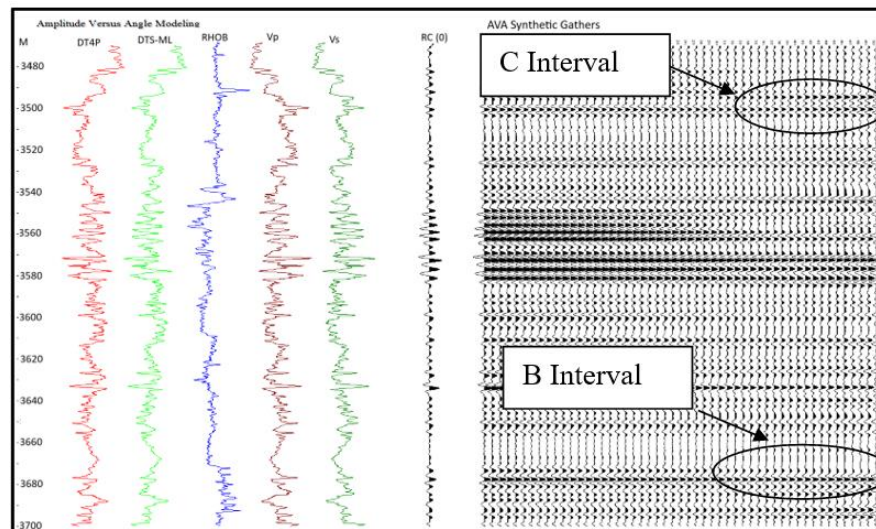 Amplitude Versus Angle Modeling
AVA Synthetic Gathers
M DT4P DTS-ML RHOB Vp Vs RC (0)
C Interval
-3480
-3500
-3520
-3540
-3560
-3580
-3600
-3620
B Interval
-3640
-3660
-3680
-3700